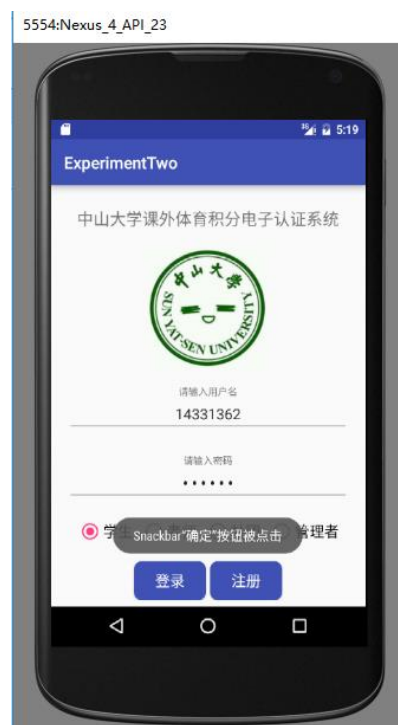 5554:Nexus_4_API_23
5:19
ExperimentTwo
中山大学课外体育积分电子认证系统
中山大学
SUN YAT-SEN UNIVERSITY
请输入用户名
14331362
请输入密码
••••••
学生 管理者
Snackbar“确定”按钮被点击
登录 注册